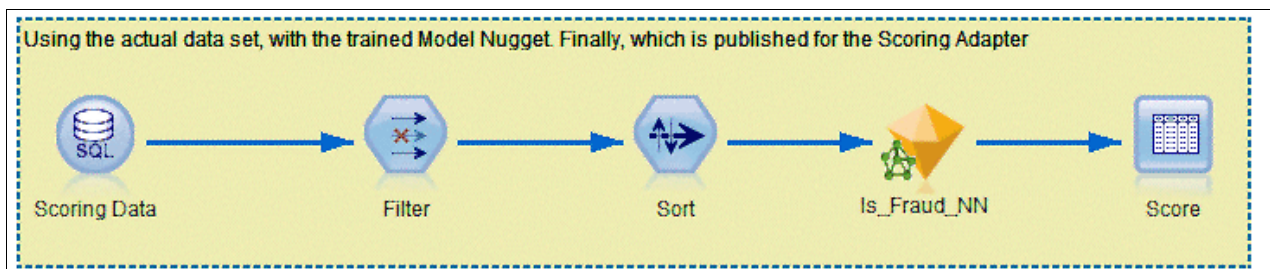 Using the actual data set, with the trained Model Nugget. Finally, which is published for the Scoring Adapter
SQL
Scoring Data
Filter
Sort
Is_Fraud_NN
Score